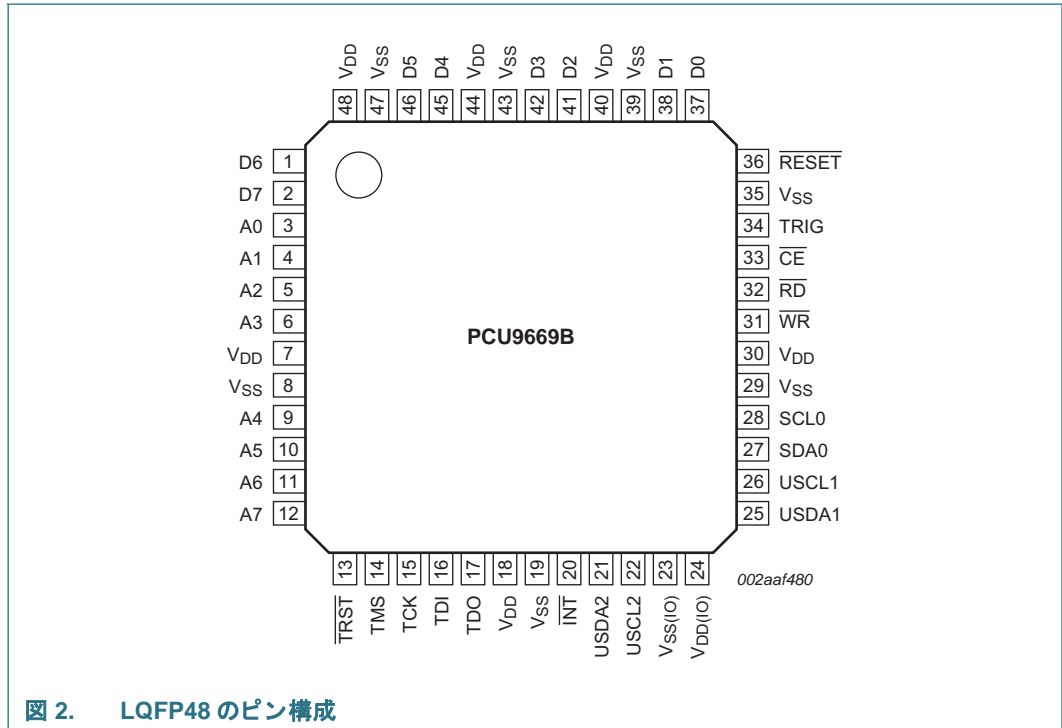 VDD VSS D5 D4 VDD VSS D3 D2 VDD VSS D1 D0
48 47 46 45 44 43 42 41 40 39 38 37
D6 1
D7 2
A0 3
A1 4
A2 5
A3 6
VDD 7
VSS 8
A4 9
A5 10
A6 11
A7 12
PCU9669B
36 RESET
35 VSS
34 TRIG
33 CE
32 RD
31 WR
30 VDD
29 VSS
28 SCL0
27 SDA0
26 USCL1
25 USDA1
13 14 15 16 17 18 19 20 21 22 23 24
TRST TMS TCK TDI TDO VDD VSS INT USDA2 USCL2 VSS(IO) VDD(IO)
002aaf480
図 2. LQFP48 のピン構成